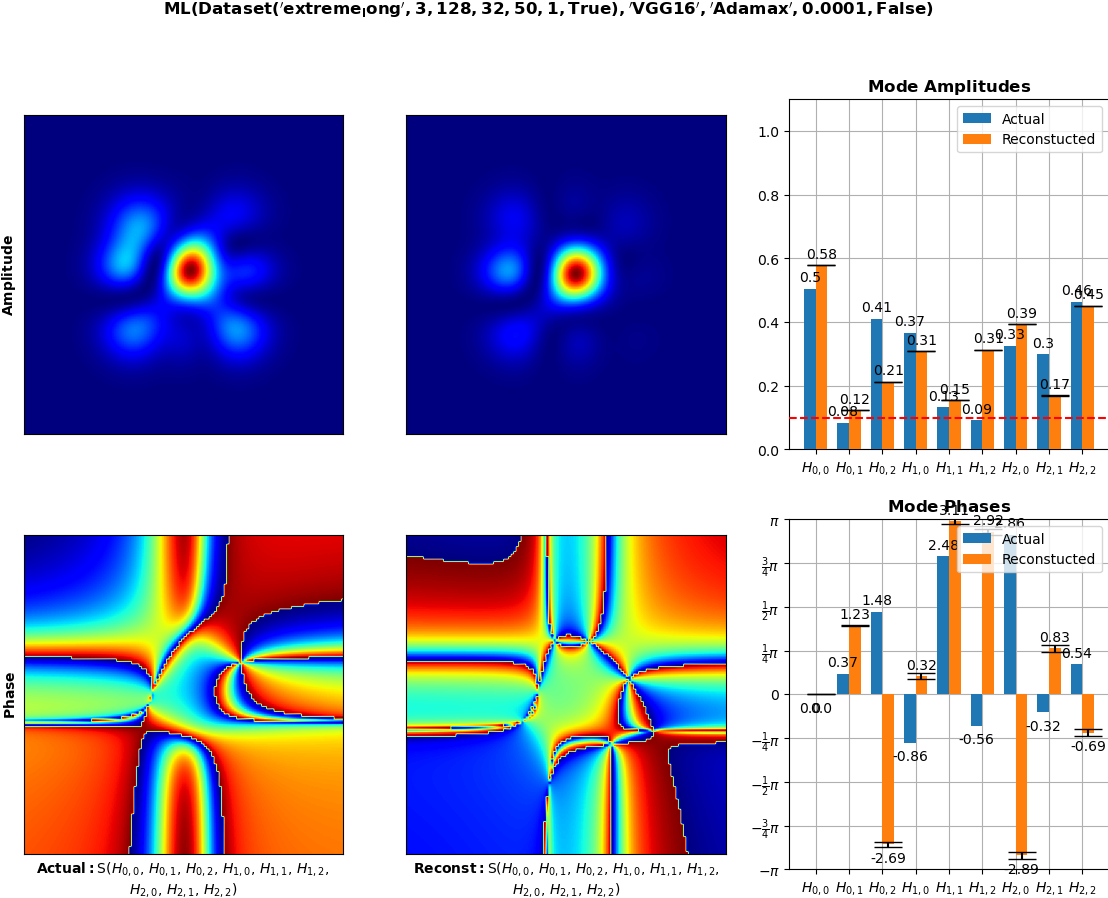 ML(Dataset('extreme_long', 3, 128, 32, 50, 1, True), 'VGG16', 'Adamax', 0.0001, False)
Amplitude
Mode Amplitudes
Actual
Reconstucted
1.0
0.8
0.6
0.4
0.2
0.0
0.5
0.58
0.08
0.12
0.41
0.21
0.37
0.31
0.13
0.15
0.09
0.31
0.33
0.39
0.3
0.17
0.46
0.45
H0,0 H0,1 H0,2 H1,0 H1,1 H1,2 H2,0 H2,1 H2,2
Phase
Mode Phases
Actual
Reconstucted
π
3/4π
1/2π
1/4π
0
−1/4π
−1/2π
−3/4π
−π
0.0
0.0
0.37
1.23
1.48
-2.69
-0.86
0.32
2.48
3.11
-0.56
2.92
-2.89
-0.32
0.83
0.54
-0.69
H0,0 H0,1 H0,2 H1,0 H1,1 H1,2 H2,0 H2,1 H2,2
Actual: S(H0,0, H0,1, H0,2, H1,0, H1,1, H1,2,
H2,0, H2,1, H2,2)
Reconst: S(H0,0, H0,1, H0,2, H1,0, H1,1, H1,2,
H2,0, H2,1, H2,2)